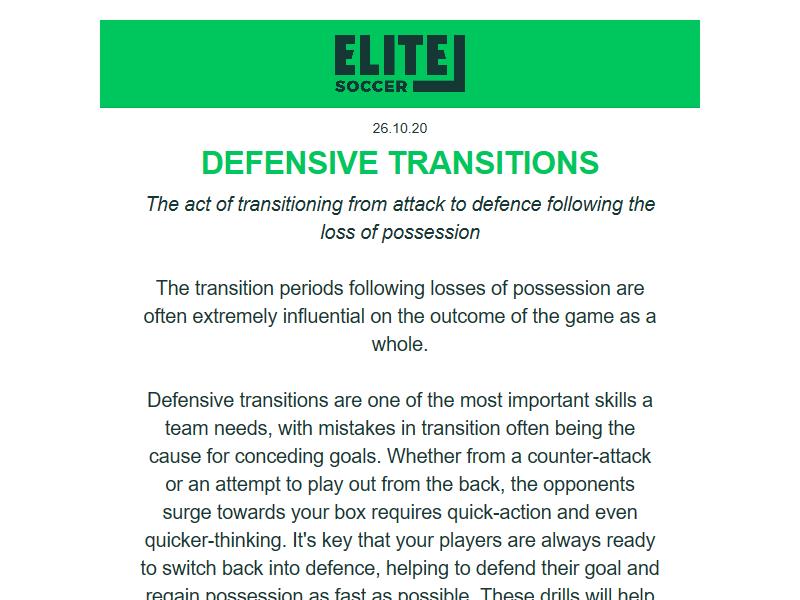 ELITE
SOCCER
26.10.20
DEFENSIVE TRANSITIONS
The act of transitioning from attack to defence following the
loss of possession
The transition periods following losses of possession are
often extremely influential on the outcome of the game as a
whole.
Defensive transitions are one of the most important skills a
team needs, with mistakes in transition often being the
cause for conceding goals. Whether from a counter-attack
or an attempt to play out from the back, the opponents
surge towards your box requires quick-action and even
quicker-thinking. It's key that your players are always ready
to switch back into defence, helping to defend their goal and
regain possession as fast as possible. These drills will help